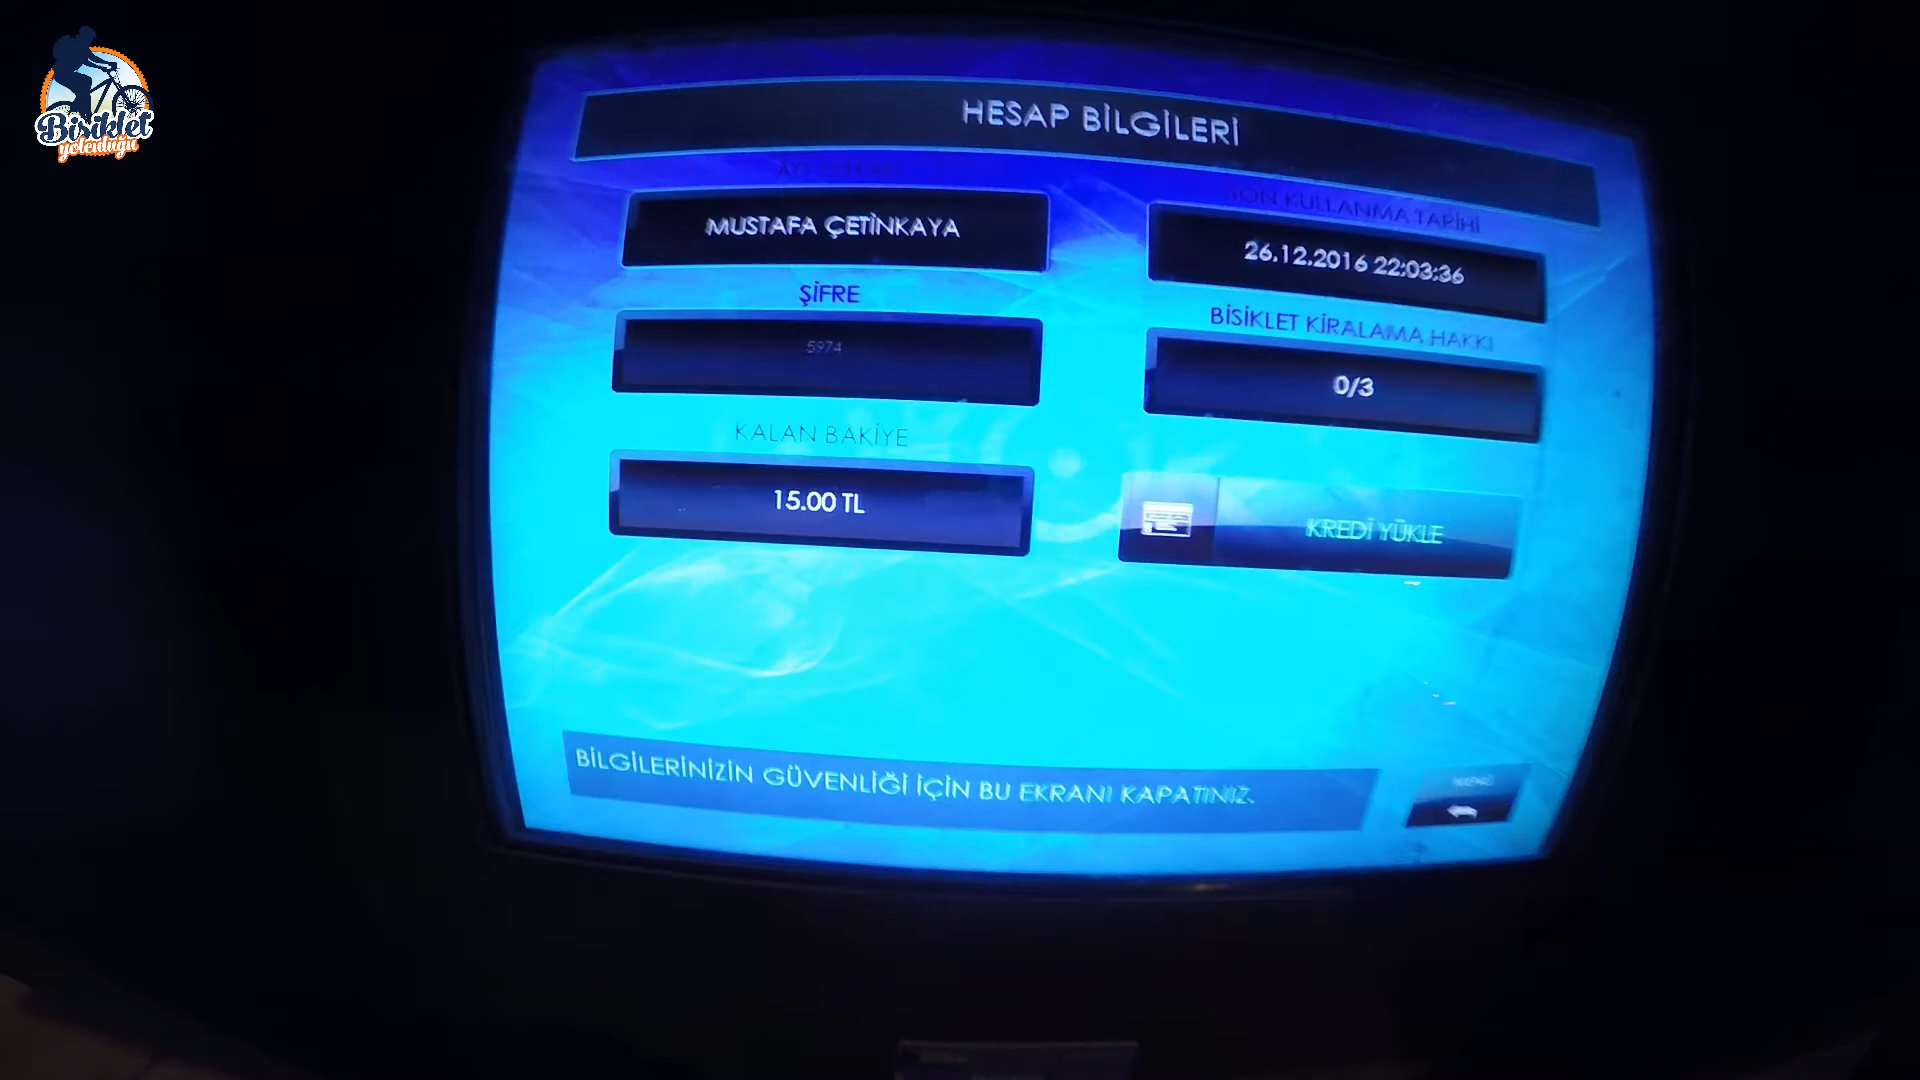 Bisiklet
yolculuğu
HESAP BİLGİLERİ
MUSTAFA ÇETİNKAYA
ŞİFRE
5974
KALAN BAKİYE
15.00 TL
SON KULLANMA TARİHİ
26.12.2016 22:03:36
BİSİKLET KİRALAMA HAKKI
0/3
KREDİ YÜKLE
BİLGİLERİNİZİN GÜVENLİĞİ İÇİN BU EKRANI KAPATINIZ.